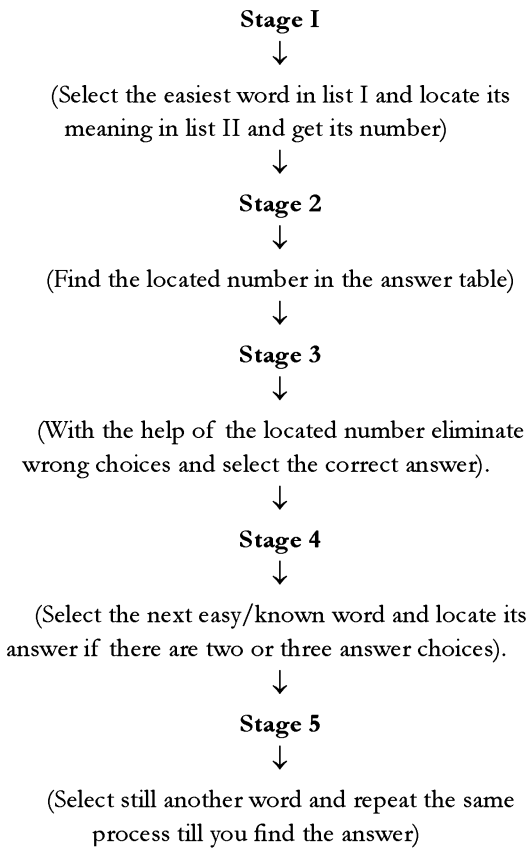 Stage I
↓
(Select the easiest word in list I and locate its
meaning in list II and get its number)
↓
Stage 2
↓
(Find the located number in the answer table)
↓
Stage 3
↓
(With the help of the located number eliminate
wrong choices and select the correct answer).
↓
Stage 4
↓
(Select the next easy/known word and locate its
answer if there are two or three answer choices).
↓
Stage 5
↓
(Select still another word and repeat the same
process till you find the answer)